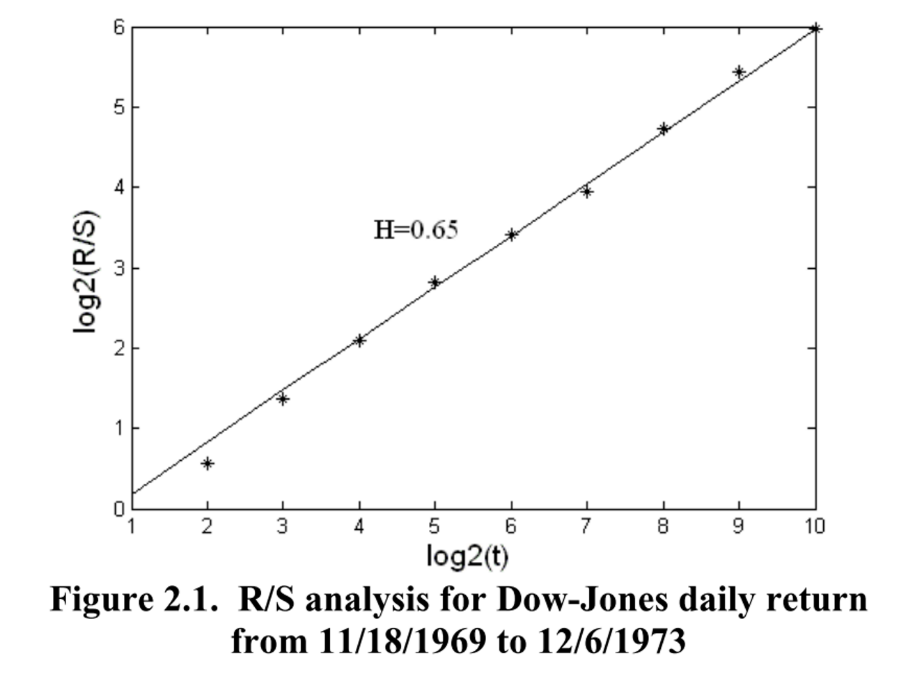 6
5
4
3
2
1
0
log2(R/S)
H=0.65
1 2 3 4 5 6 7 8 9 10
log2(t)
Figure 2.1. R/S analysis for Dow-Jones daily return
from 11/18/1969 to 12/6/1973